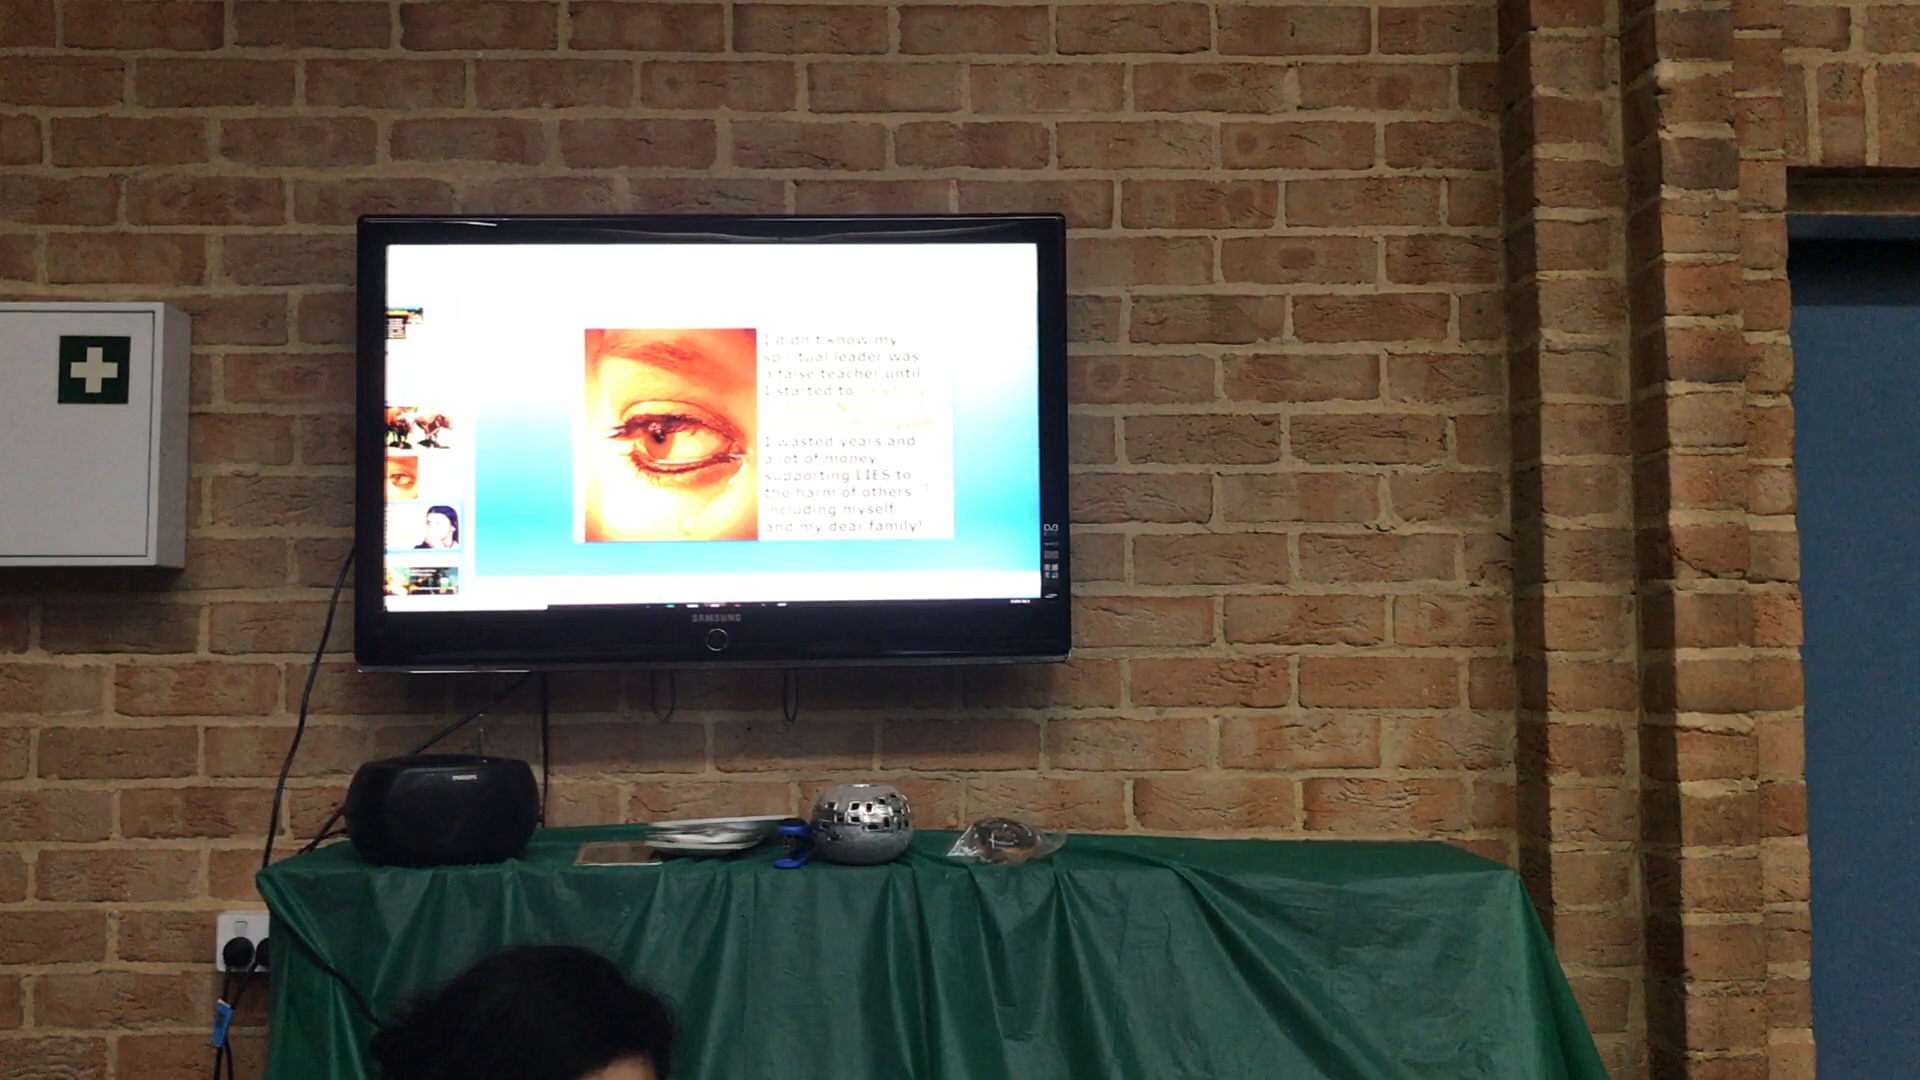 I didn't know my
spiritual leader was
a false teacher until
I started to
I wasted years and
a lot of money
supporting LIES to
the harm of others
including myself
and my dear family!
SAMSUNG
PHILIPS